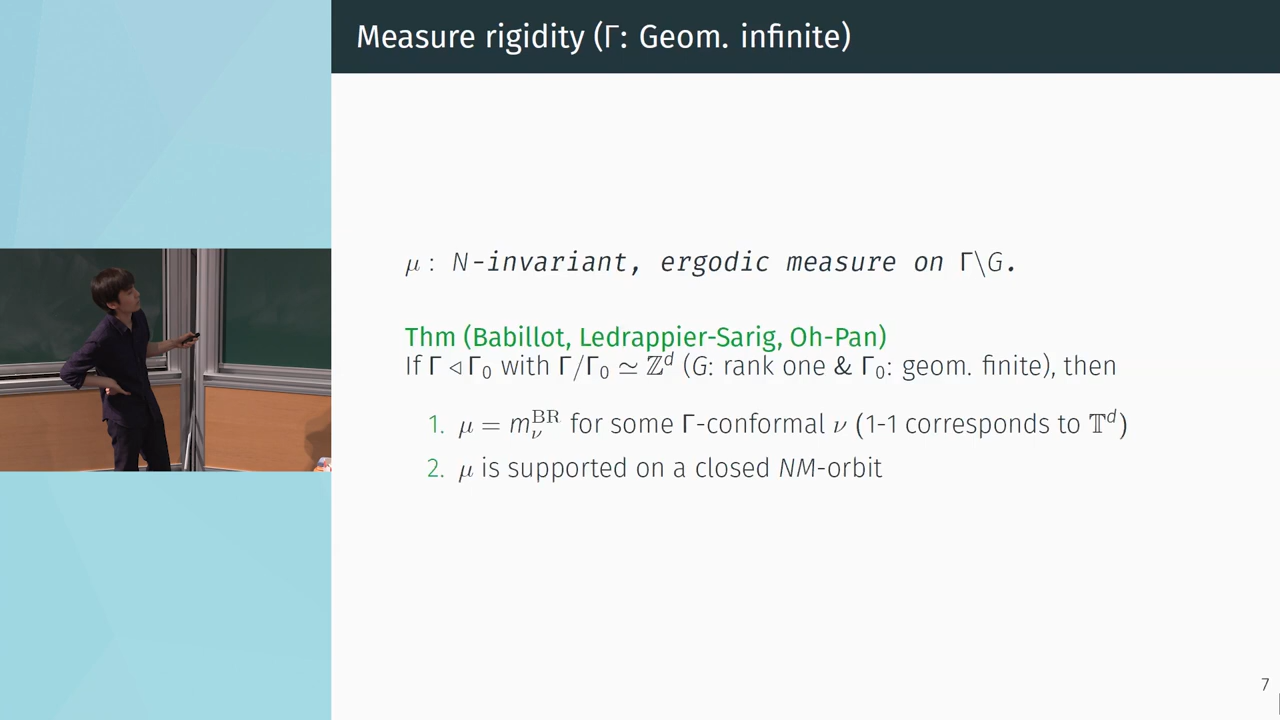 Measure rigidity (Γ: Geom. infinite)
μ : N-invariant, ergodic measure on Γ\G.
Thm (Babillot, Ledrappier-Sarig, Oh-Pan)
If Γ ◁ Γ₀ with Γ/Γ₀ ≃ ℤᵈ (G: rank one & Γ₀: geom. finite), then
1. μ = m_ν^BR for some Γ-conformal ν (1-1 corresponds to 𝕋ᵈ)
2. μ is supported on a closed NM-orbit
7